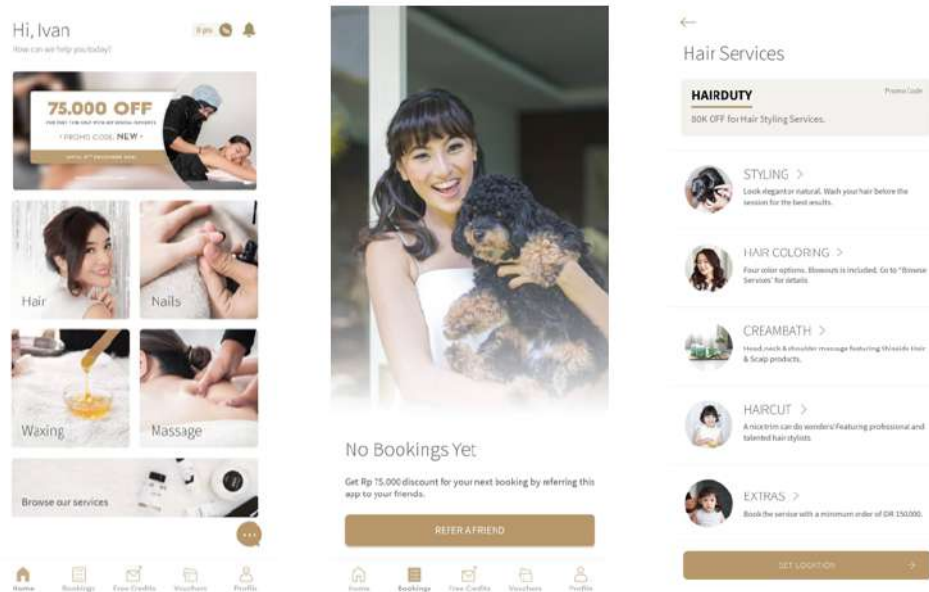 Hi, Ivan
0 pts
How can we help you today?
75.000 OFF
PROMO CODE: NEW
Hair
Nails
Waxing
Massage
Browse our services
Home
Bookings
Free Credits
Vouchers
Profile
No Bookings Yet
Get Rp 75.000 discount for your next booking by referring this
app to your friends.
REFER A FRIEND
Home
Bookings
Free Credits
Vouchers
Profile
Hair Services
HAIRDUTY
Promo Code
80K OFF for Hair Styling Services.
STYLING >
Look elegant or natural. Wash your hair before the
session for the best results.
HAIR COLORING >
Four color options. Blowouts is included. Go to "Browse
Services" for details
CREAMBATH >
Head, neck & shoulder massage featuring Hair
& Scalp products.
HAIRCUT >
A nice trim can do wonders! Featuring professional and
talented hair stylists
EXTRAS >
Book the service with a minimum order of IDR 150.000.
SET LOCATION